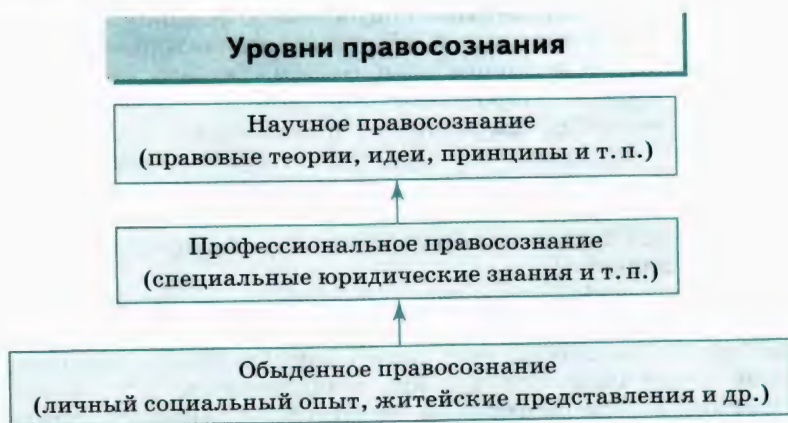 Уровни правосознания
Научное правосознание
(правовые теории, идеи, принципы и т. п.)
Профессиональное правосознание
(специальные юридические знания и т. п.)
Обыденное правосознание
(личный социальный опыт, житейские представления и др.)